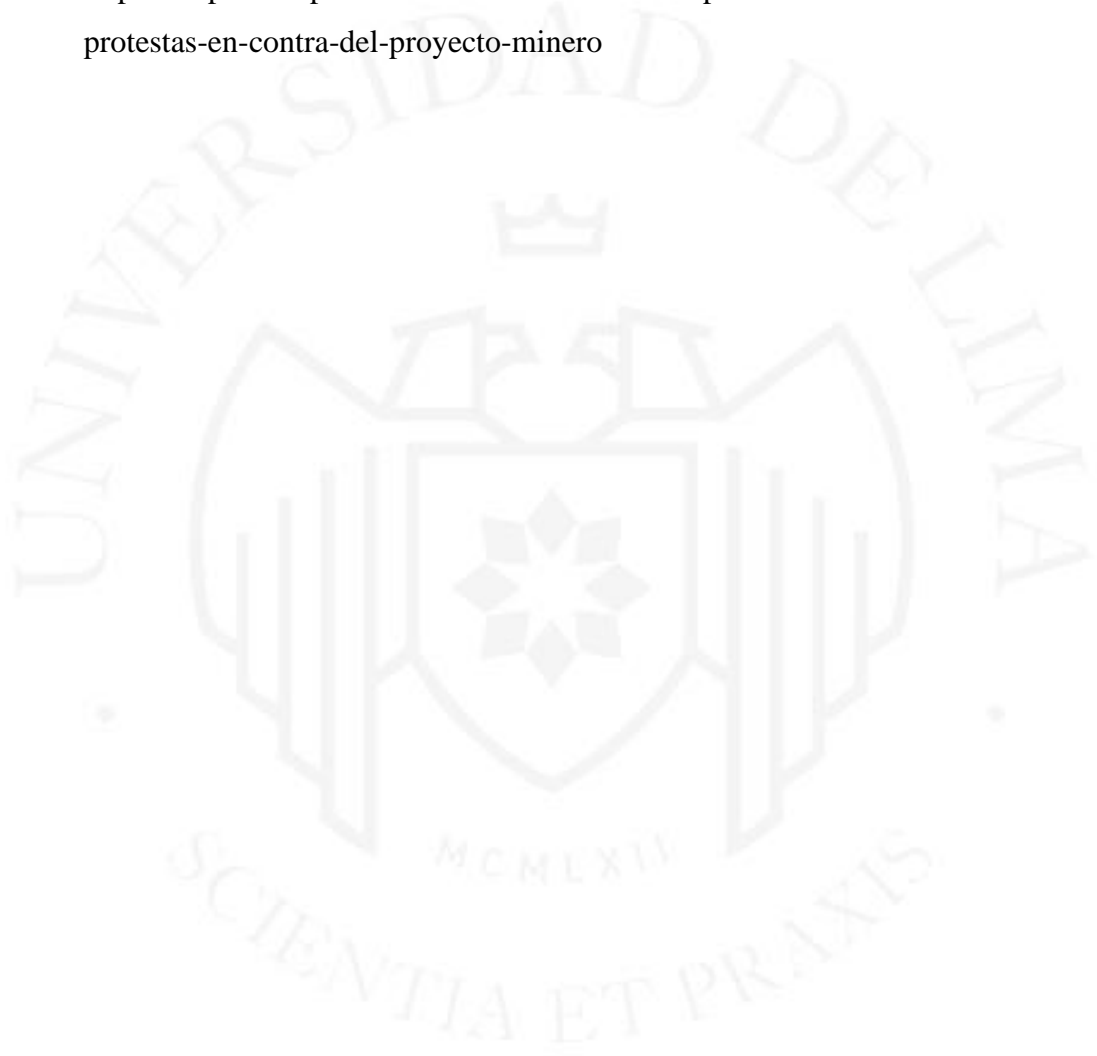 protestas-en-contra-del-proyecto-minero
UNIVERSIDAD DE LIMA
MCMLXII
SCIENTIA ET PRAXIS